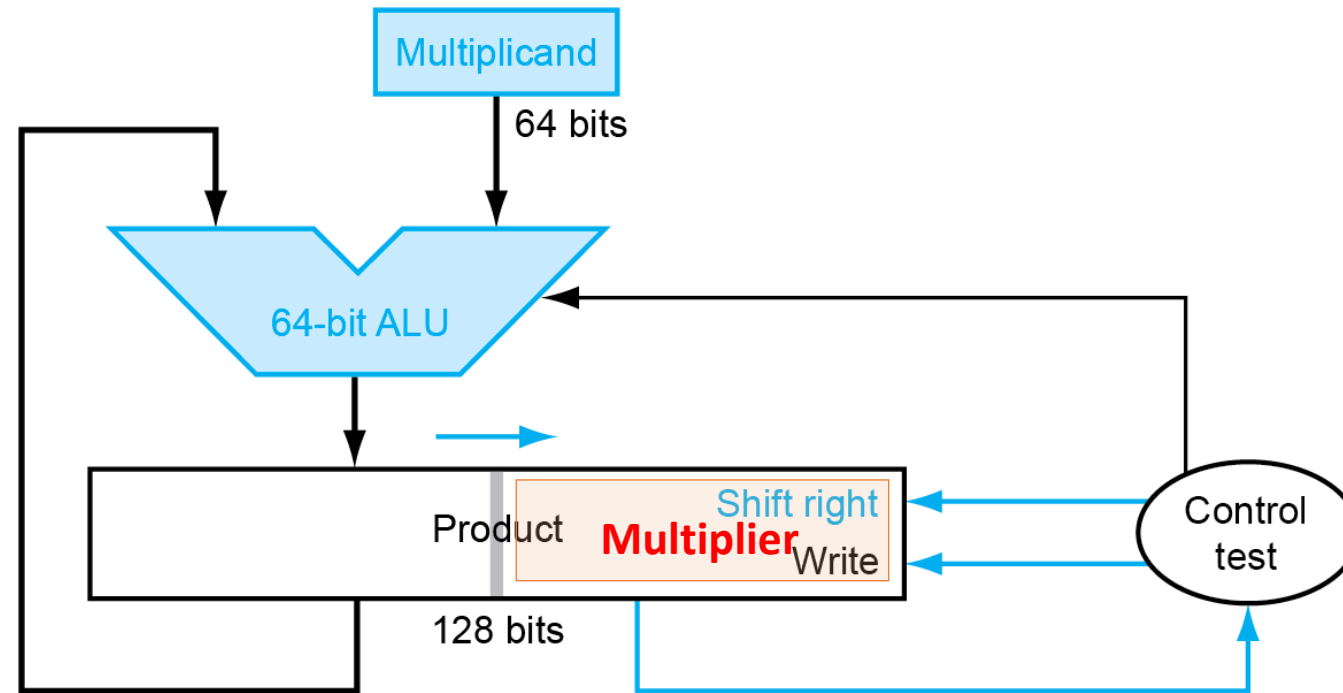 Multiplicand
64 bits
64-bit ALU
Shift right
Product
Multiplier
Write
128 bits
Control
test